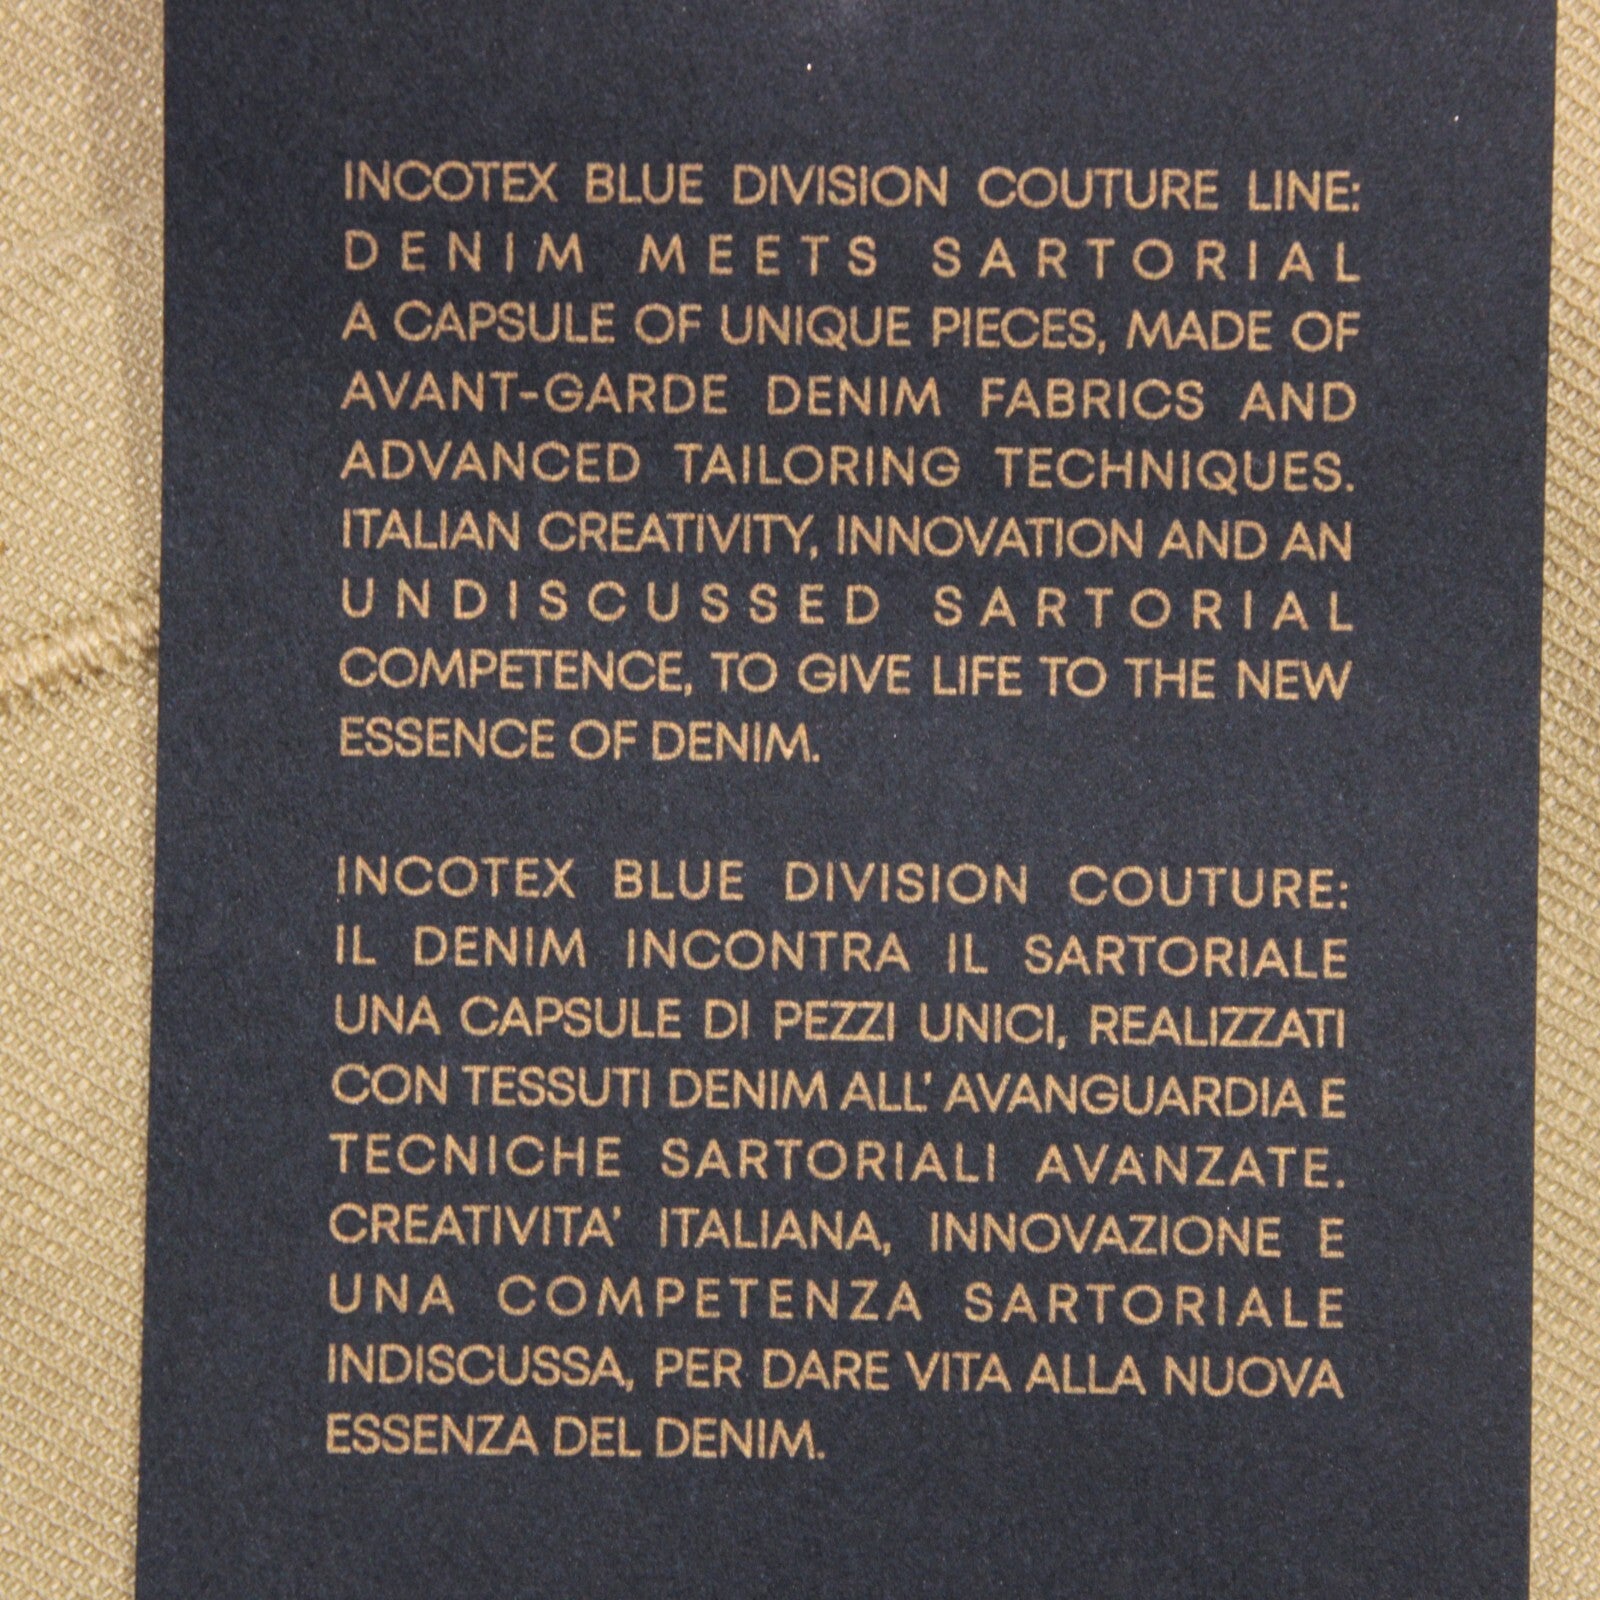 INCOTEX BLUE DIVISION COUTURE LINE:
DENIM MEETS SARTORIAL
A CAPSULE OF UNIQUE PIECES, MADE OF
AVANT-GARDE DENIM FABRICS AND
ADVANCED TAILORING TECHNIQUES.
ITALIAN CREATIVITY, INNOVATION AND AN
UNDISCUSSED SARTORIAL
COMPETENCE, TO GIVE LIFE TO THE NEW
ESSENCE OF DENIM.
INCOTEX BLUE DIVISION COUTURE:
IL DENIM INCONTRA IL SARTORIALE
UNA CAPSULE DI PEZZI UNICI, REALIZZATI
CON TESSUTI DENIM ALL' AVANGUARDIA E
TECNICHE SARTORIALI AVANZATE.
CREATIVITA' ITALIANA, INNOVAZIONE E
UNA COMPETENZA SARTORIALE
INDISCUSSA, PER DARE VITA ALLA NUOVA
ESSENZA DEL DENIM.